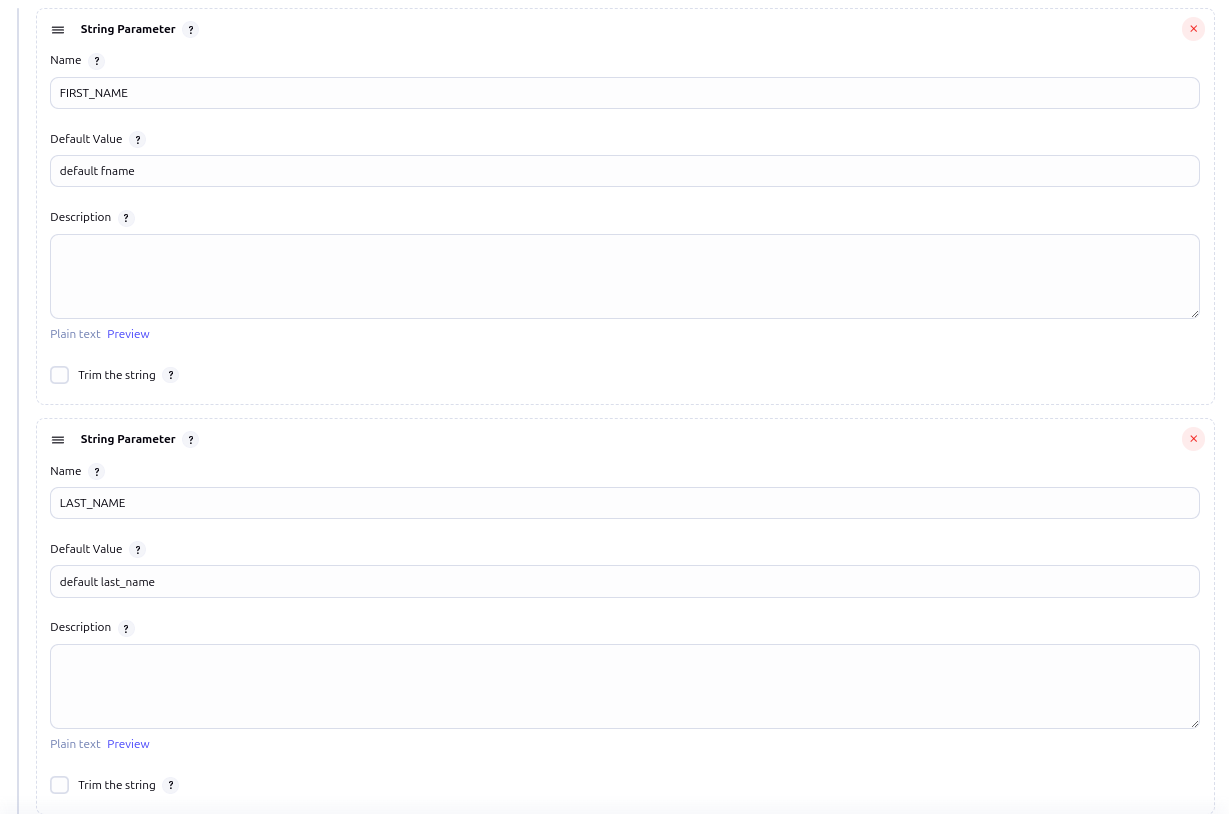 String Parameter ?
Name ?
FIRST_NAME
Default Value ?
default fname
Description ?
Plain text Preview
Trim the string ?
String Parameter ?
Name ?
LAST_NAME
Default Value ?
default last_name
Description ?
Plain text Preview
Trim the string ?